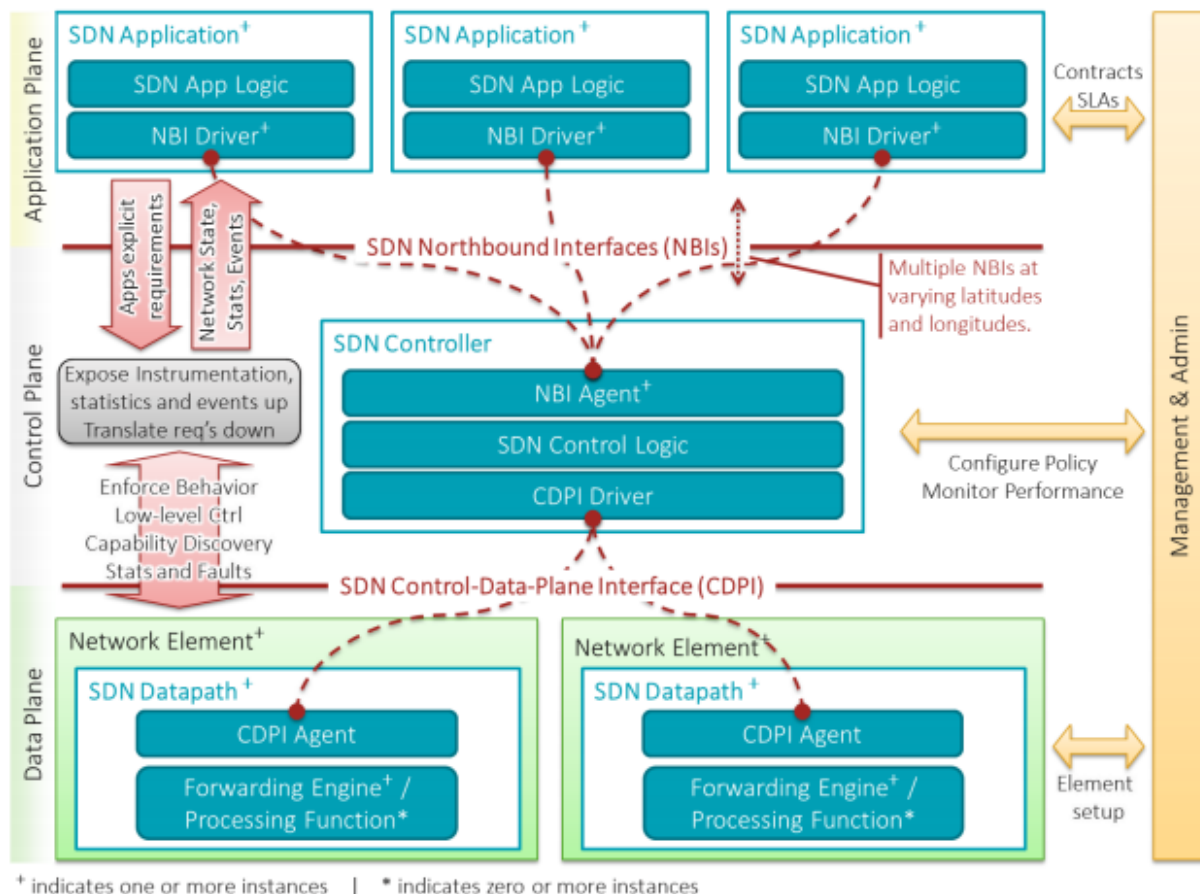 Application Plane
SDN Application+
SDN App Logic
NBI Driver+
SDN Application+
SDN App Logic
NBI Driver+
SDN Application+
SDN App Logic
NBI Driver+
Contracts
SLAs
Apps explicit
requirements
Network State,
Stats, Events
SDN Northbound Interfaces (NBIs)
Multiple NBIs at
varying latitudes
and longitudes.
Control Plane
Expose Instrumentation,
statistics and events up
Translate req's down
SDN Controller
NBI Agent+
SDN Control Logic
CDPI Driver
Configure Policy
Monitor Performance
Management & Admin
Enforce Behavior
Low-level Ctrl
Capability Discovery
Stats and Faults
SDN Control-Data-Plane Interface (CDPI)
Data Plane
Network Element+
SDN Datapath+
CDPI Agent
Forwarding Engine+ /
Processing Function*
Network Element+
SDN Datapath+
CDPI Agent
Forwarding Engine+ /
Processing Function*
Element
setup
+ indicates one or more instances | * indicates zero or more instances